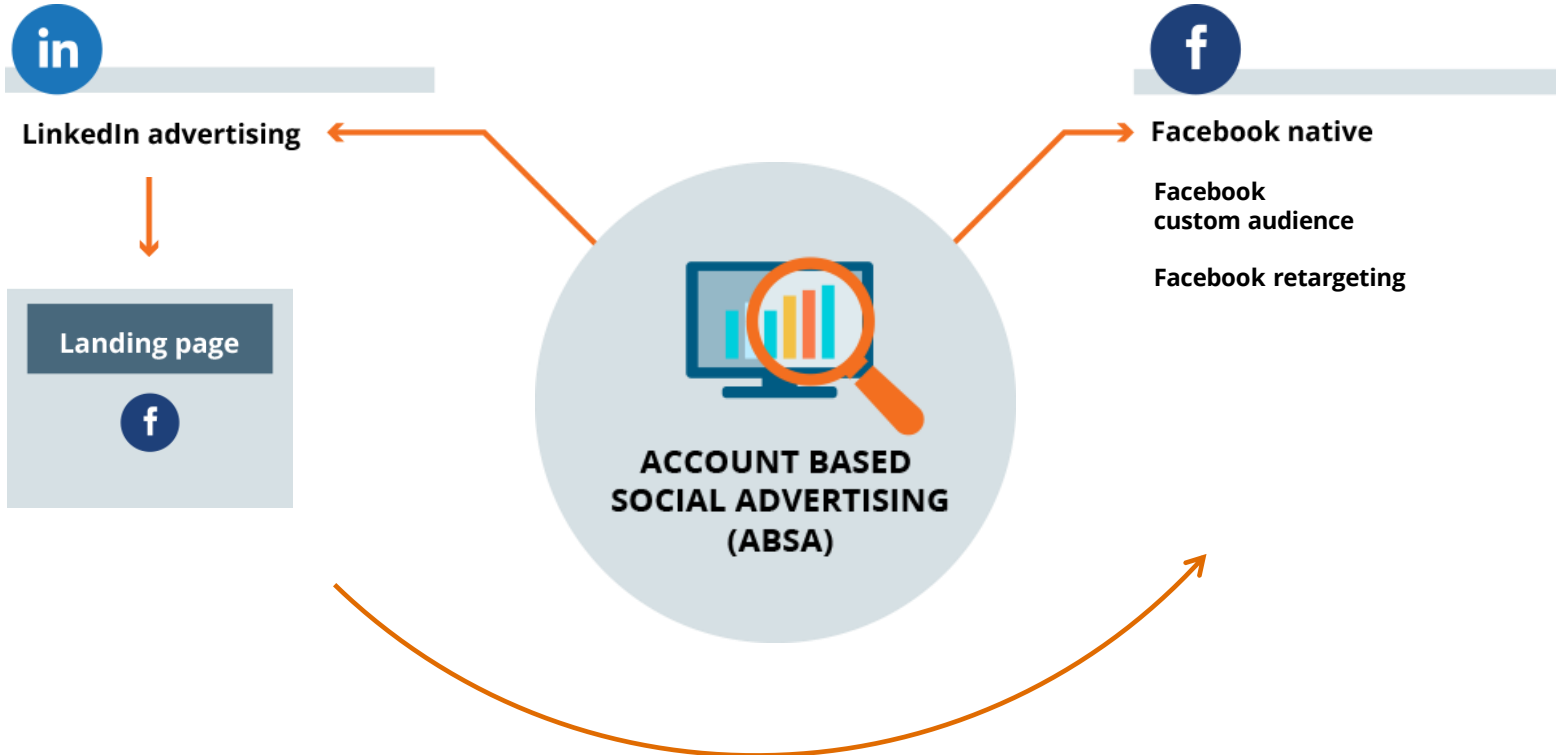 in
LinkedIn advertising
Landing page
f
ACCOUNT BASED
SOCIAL ADVERTISING
(ABSA)
f
Facebook native
Facebook
custom audience
Facebook retargeting